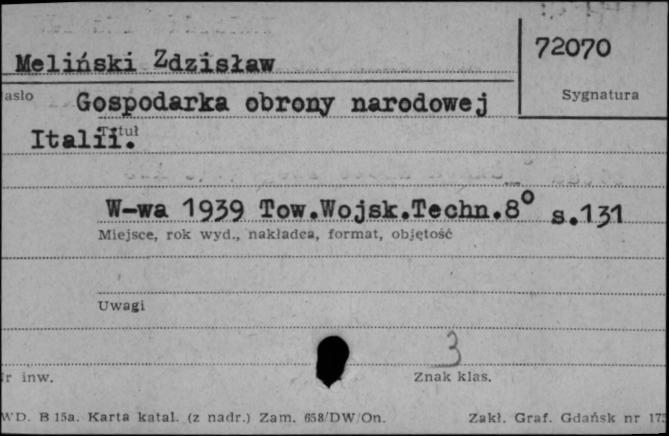 72070
Meliński Zdzisław
asło
Sygnatura
Gospodarka obrony narodowej
Italii.
Tytuł
W-wa 1939 Tow.Wojsk.Techn.8° s.131
Miejsce, rok wyd., nakładca, format, objętość
Uwagi
3
r inw.
Znak klas.
WD. B 15a. Karta katal. (z nadr.) Zam. 658/DW/On.
Zakł. Graf. Gdańsk nr 173